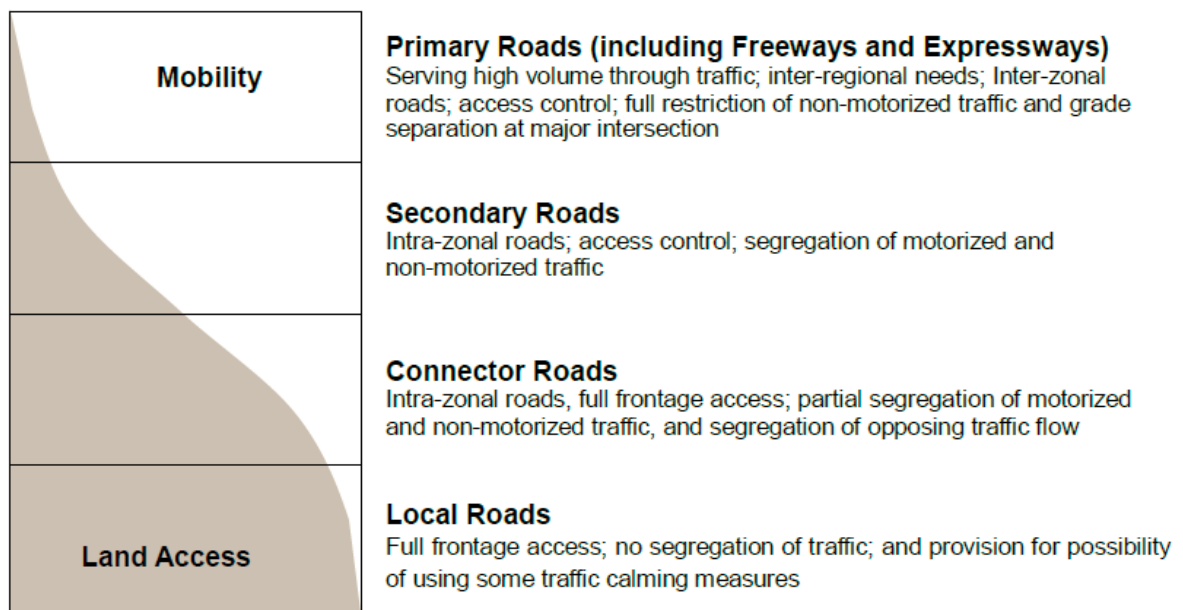 Mobility
Primary Roads (including Freeways and Expressways)
Serving high volume through traffic; inter-regional needs; Inter-zonal
roads; access control; full restriction of non-motorized traffic and grade
separation at major intersection
Secondary Roads
Intra-zonal roads; access control; segregation of motorized and
non-motorized traffic
Connector Roads
Intra-zonal roads, full frontage access; partial segregation of motorized
and non-motorized traffic, and segregation of opposing traffic flow
Land Access
Local Roads
Full frontage access; no segregation of traffic; and provision for possibility
of using some traffic calming measures